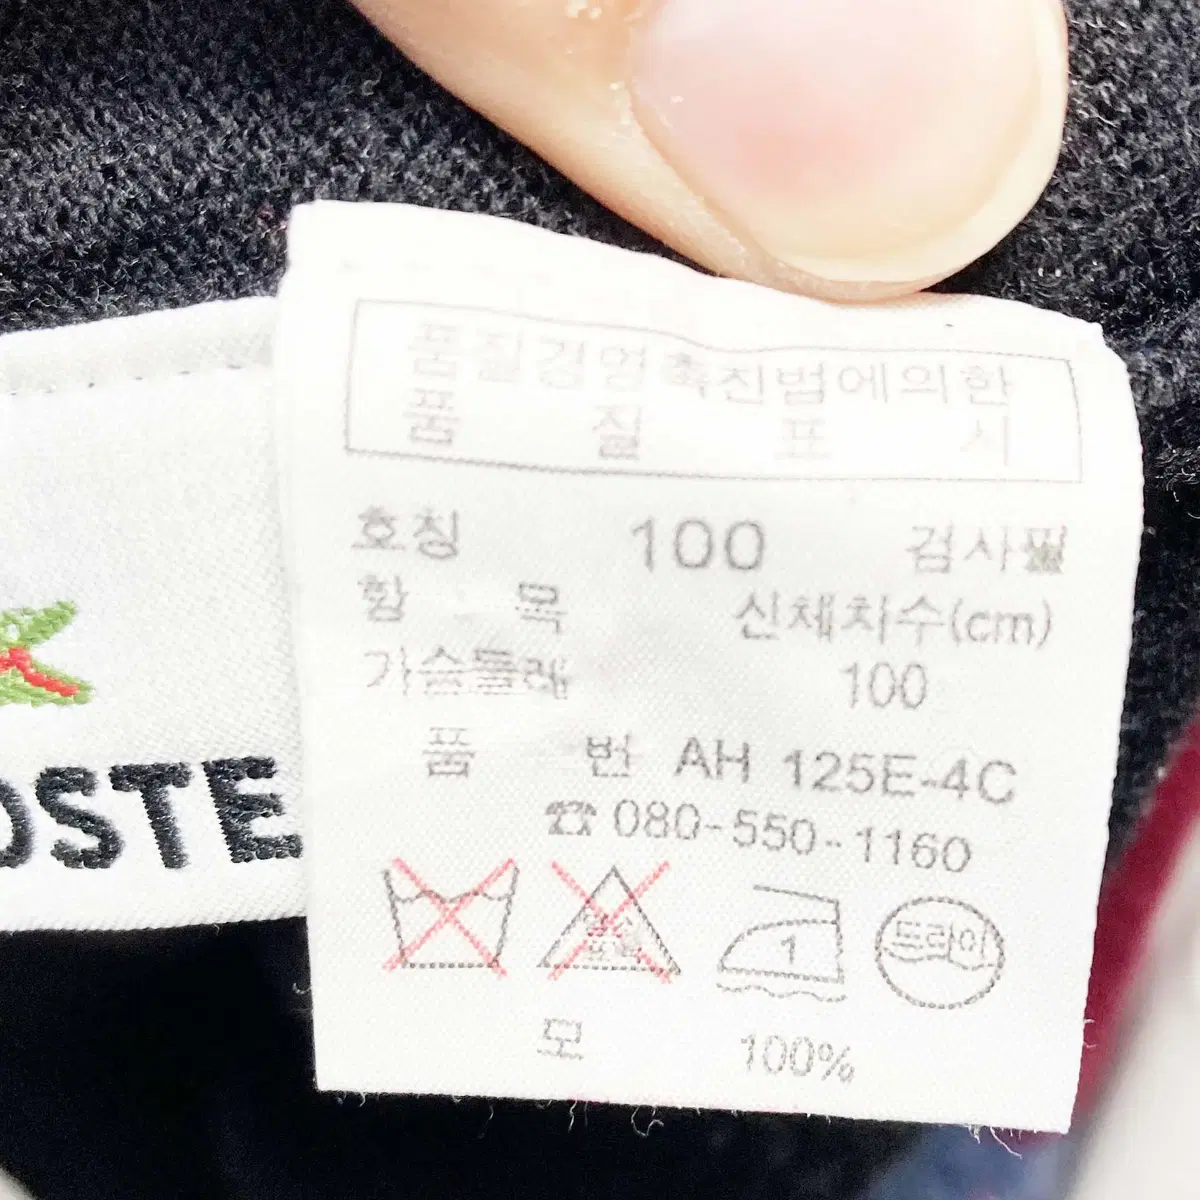 품질경영촉진법에의한
품 질 표 시
호칭 100 검사필
항 목 신체차수(cm)
가슴둘레 100
품 번 AH 125E-4C
☎ 080-550-1160
1
드라이
모 100%
OSTE